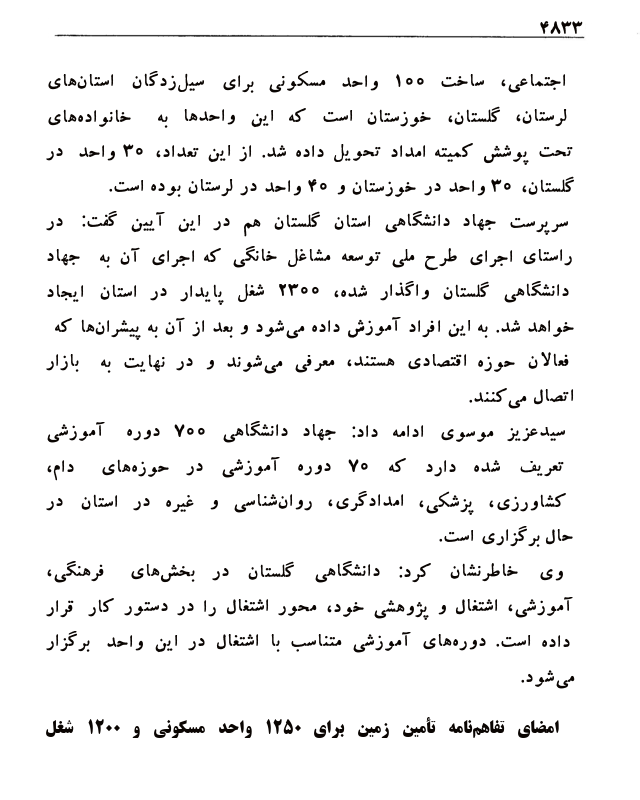 ۴۸۳۳
اجتماعی، ساخت ۱۰۰ واحد مسکونی برای سیل‌زدگان استان‌های
لرستان، گلستان، خوزستان است که این واحدها به خانواده‌های
تحت پوشش کمیته امداد تحویل داده شد. از این تعداد، ۳۰ واحد در
گلستان، ۳۰ واحد در خوزستان و ۴۰ واحد در لرستان بوده است.
سرپرست جهاد دانشگاهی استان گلستان هم در این آیین گفت: در
راستای اجرای طرح ملی توسعه مشاغل خانگی که اجرای آن به جهاد
دانشگاهی گلستان واگذار شده، ۲۳۰۰ شغل پایدار در استان ایجاد
خواهد شد. به این افراد آموزش داده می‌شود و بعد از آن به پیشران‌ها که
فعالان حوزه اقتصادی هستند، معرفی می‌شوند و در نهایت به بازار
اتصال می‌کنند.
سیدعزیز موسوی ادامه داد: جهاد دانشگاهی ۷۰۰ دوره آموزشی
تعریف شده دارد که ۷۰ دوره آموزشی در حوزه‌های دام،
کشاورزی، پزشکی، امدادگری، روان‌شناسی و غیره در استان در
حال برگزاری است.
وی خاطرنشان کرد: دانشگاهی گلستان در بخش‌های فرهنگی،
آموزشی، اشتغال و پژوهشی خود، محور اشتغال را در دستور کار قرار
داده است. دوره‌های آموزشی متناسب با اشتغال در این واحد برگزار
می‌شود.
امضای تفاهم‌نامه تأمین زمین برای ۱۲۵۰ واحد مسکونی و ۱۲۰۰ شغل